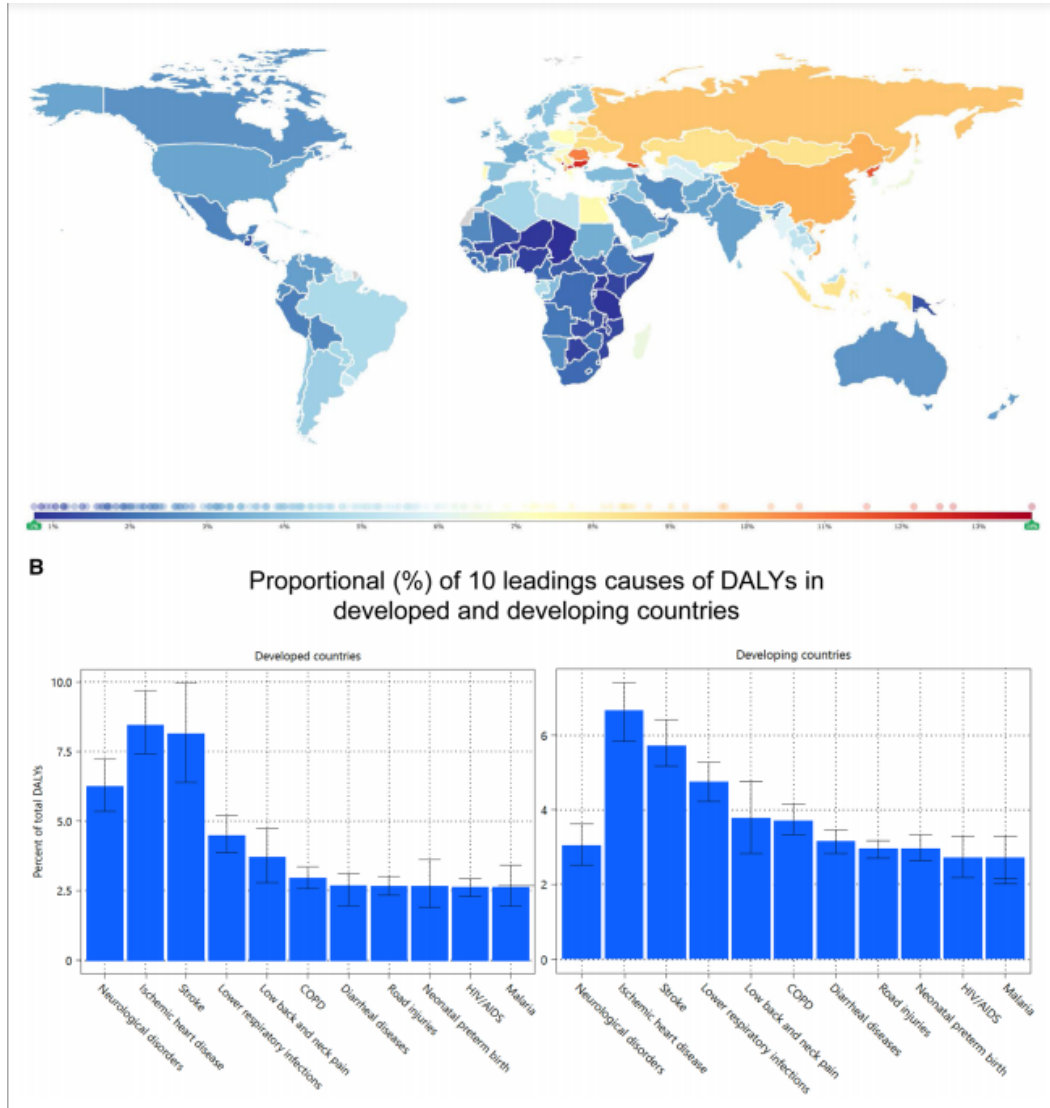 1% 2% 3% 4% 5% 6% 7% 8% 9% 10% 11% 12% 13%
B
Proportional (%) of 10 leadings causes of DALYs in
developed and developing countries
Developed countries
Developing countries
Percent of total DALYs
10.0
7.5
5.0
2.5
0
Neurological disorders
Ischemic heart disease
Stroke
Lower respiratory infections
Low back and neck pain
COPD
Diarrheal diseases
Road injuries
Neonatal preterm birth
HIV/AIDS
Malaria
6
4
2
0
Neurological disorders
Ischemic heart disease
Stroke
Lower respiratory infections
Low back and neck pain
COPD
Diarrheal diseases
Road injuries
Neonatal preterm birth
HIV/AIDS
Malaria